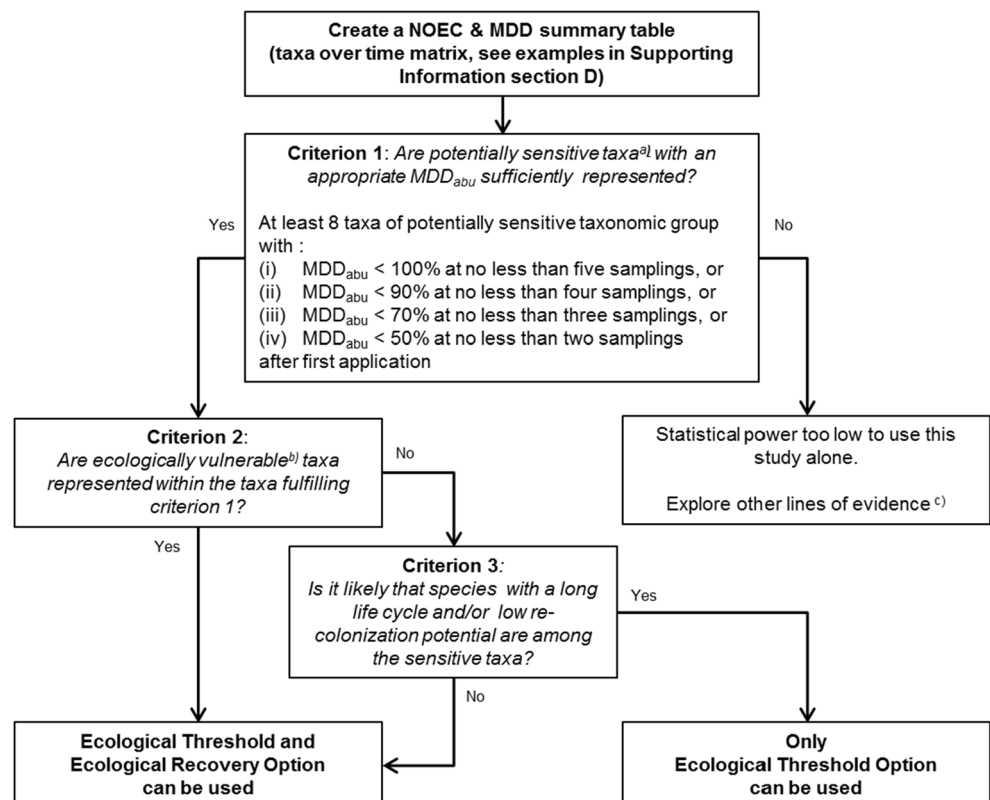 Create a NOEC & MDD summary table
(taxa over time matrix, see examples in Supporting
Information section D)
Criterion 1: Are potentially sensitive taxa a), with an
appropriate MDDabu sufficiently represented?
At least 8 taxa of potentially sensitive taxonomic group
with :
(i) MDDabu < 100% at no less than five samplings, or
(ii) MDDabu < 90% at no less than four samplings, or
(iii) MDDabu < 70% at no less than three samplings, or
(iv) MDDabu < 50% at no less than two samplings
after first application
Yes
No
Criterion 2:
Are ecologically vulnerable b) taxa
represented within the taxa fulfilling
criterion 1?
No
Statistical power too low to use this
study alone.
Explore other lines of evidence c)
Yes
Criterion 3:
Is it likely that species with a long
life cycle and/or low re-
colonization potential are among
the sensitive taxa?
Yes
No
Ecological Threshold and
Ecological Recovery Option
can be used
Only
Ecological Threshold Option
can be used